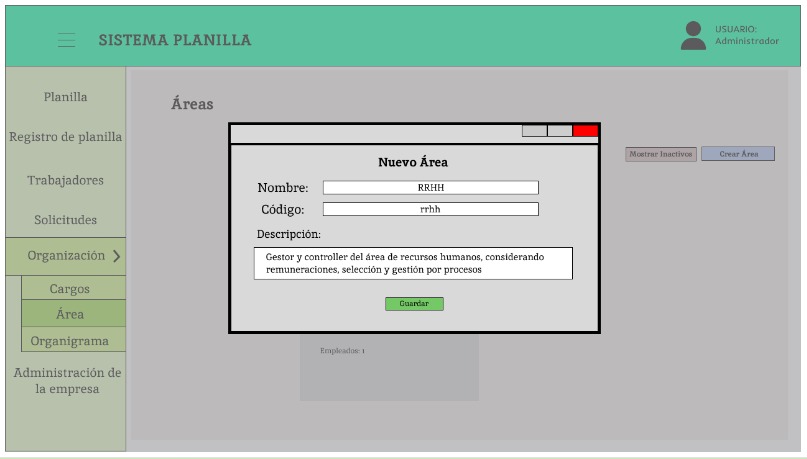 SISTEMA PLANILLA
USUARIO:
Administrador
Planilla
Registro de planilla
Trabajadores
Solicitudes
Organización
Cargos
Área
Organigrama
Administración de
la empresa
Áreas
Mostrar Inactivos
Crear Área
Nuevo Área
Nombre: RRHH
Código: rrhh
Descripción:
Gestor y controller del área de recursos humanos, considerando
remuneraciones, selección y gestión por procesos
Guardar
Empleados: 1